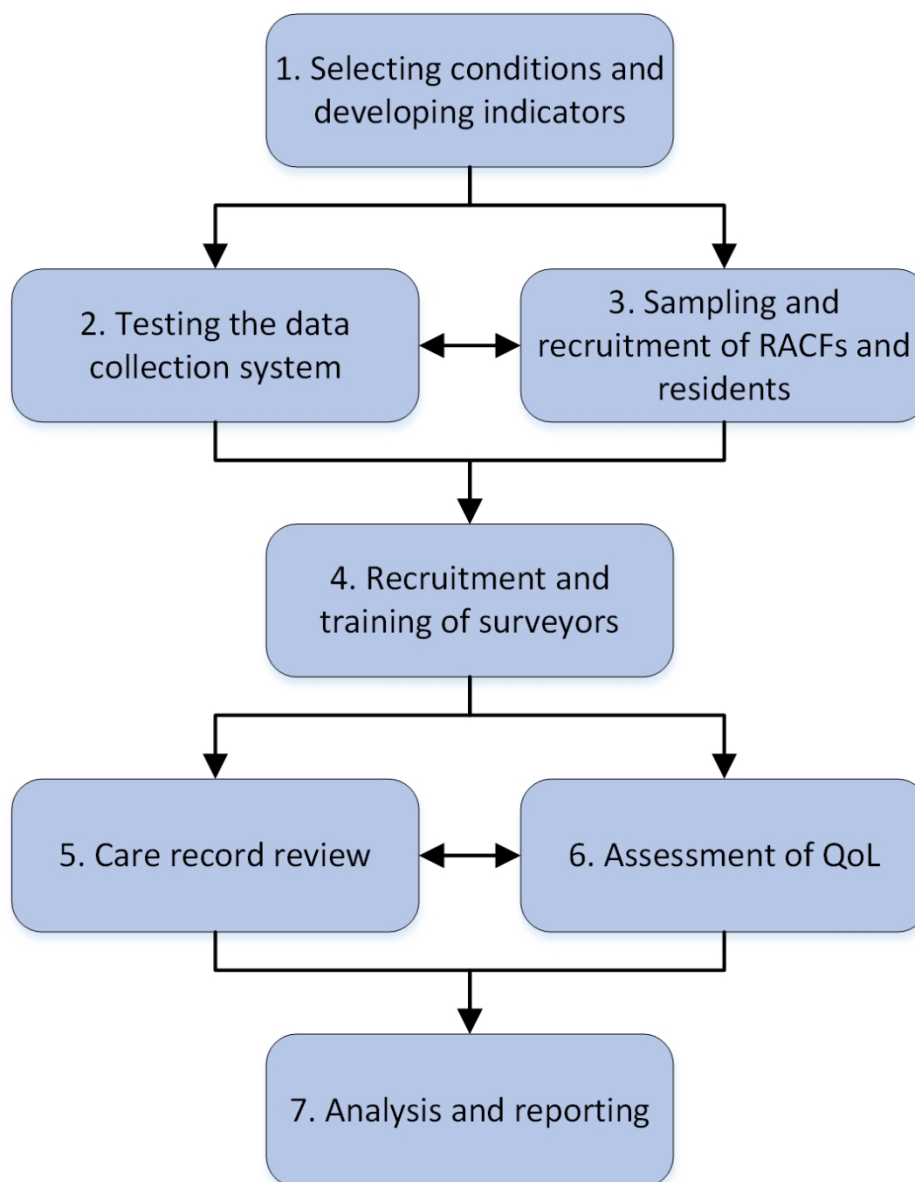 1. Selecting conditions and
developing indicators
2. Testing the data
collection system
3. Sampling and
recruitment of RACFs and
residents
4. Recruitment and
training of surveyors
5. Care record review
6. Assessment of QoL
7. Analysis and reporting